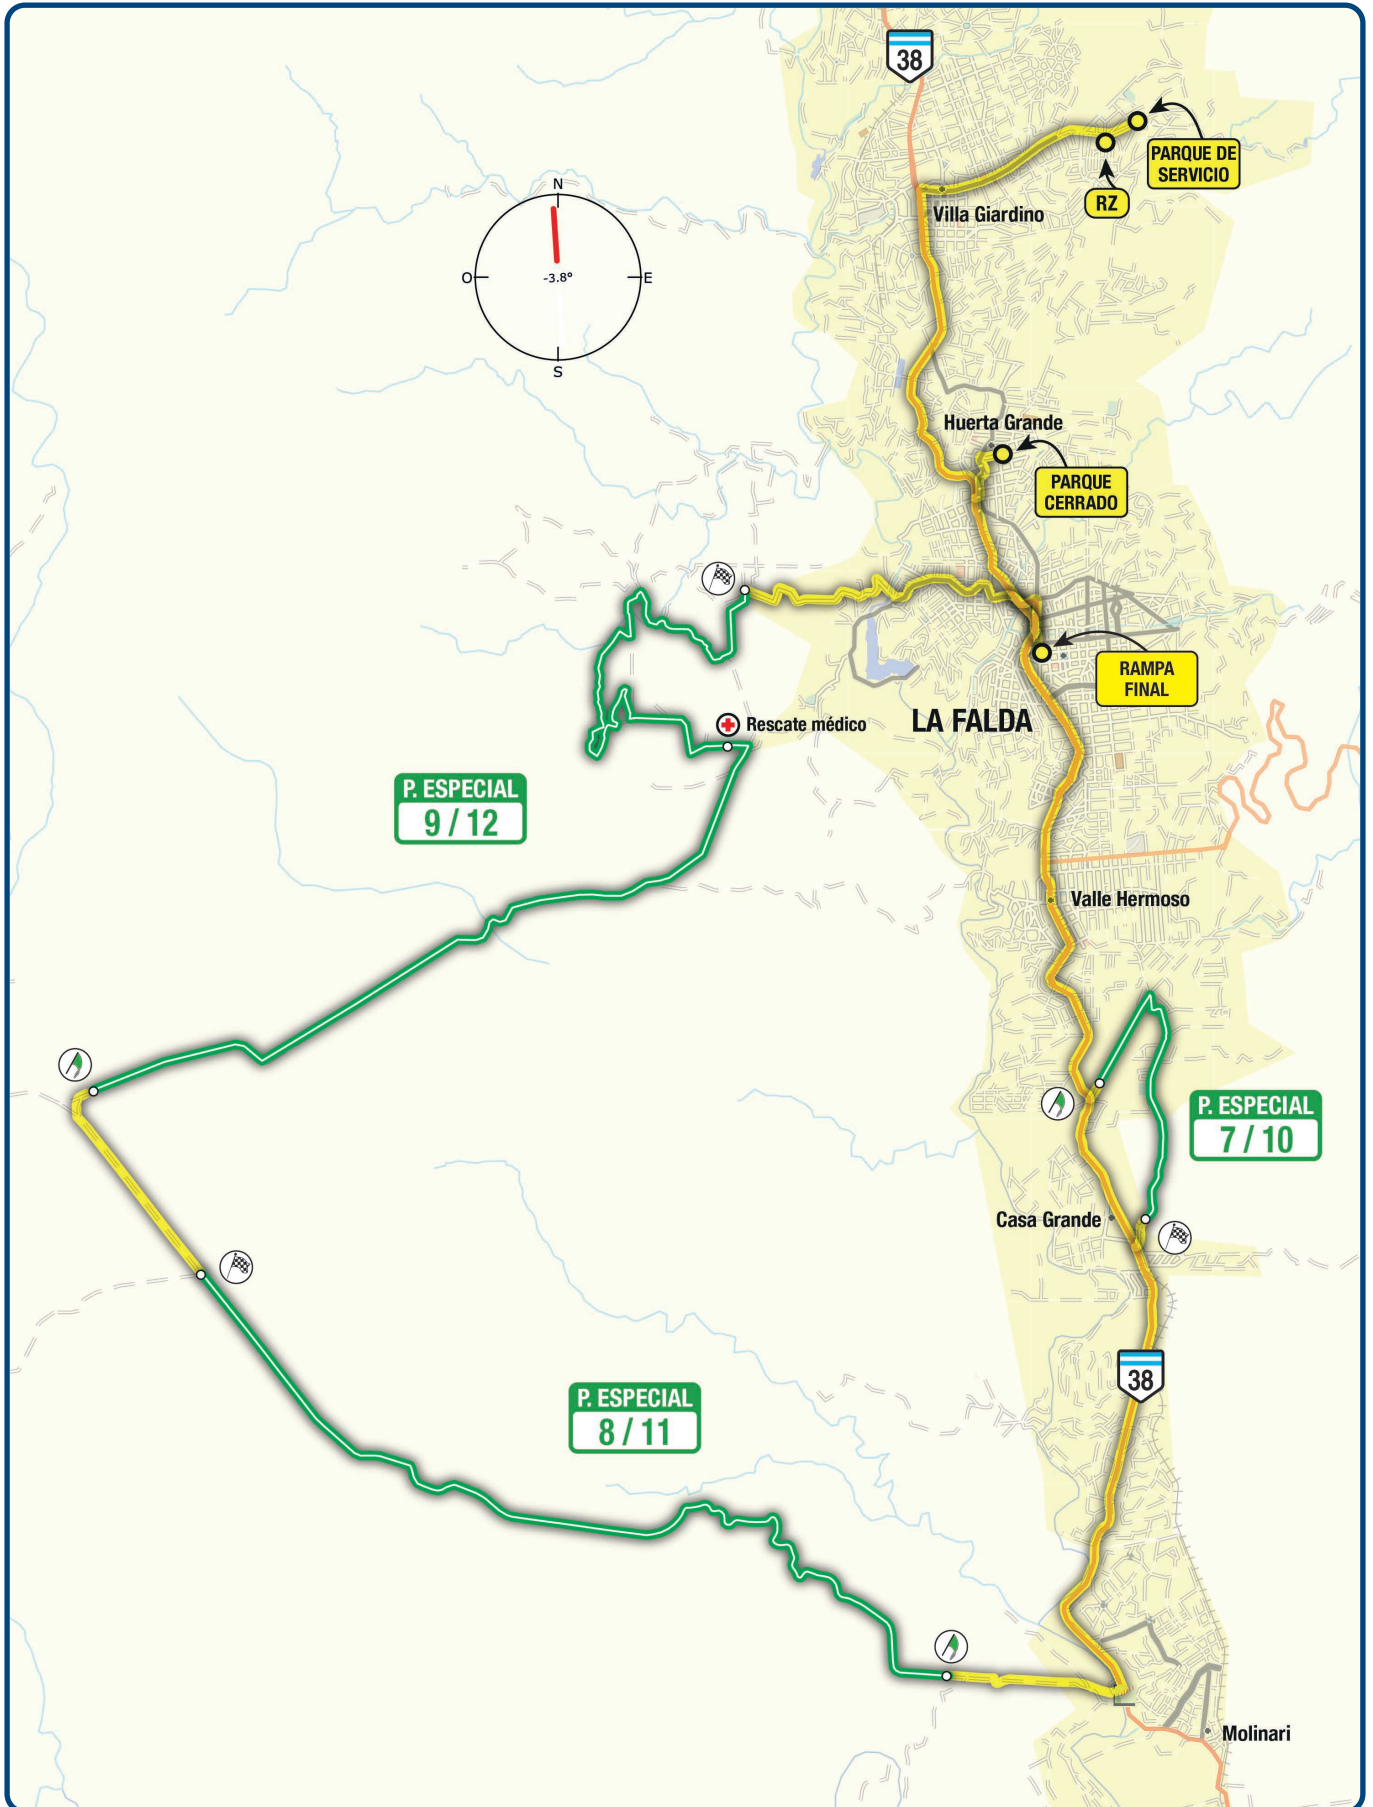 38
PARQUE DE
SERVICIO
RZ
Villa Giardino
N
O
-3.8°
E
S
Huerta Grande
PARQUE
CERRADO
RAMPA
FINAL
LA FALDA
Rescate médico
P. ESPECIAL
9 / 12
Valle Hermoso
P. ESPECIAL
7 / 10
Casa Grande
38
P. ESPECIAL
8 / 11
Molinari